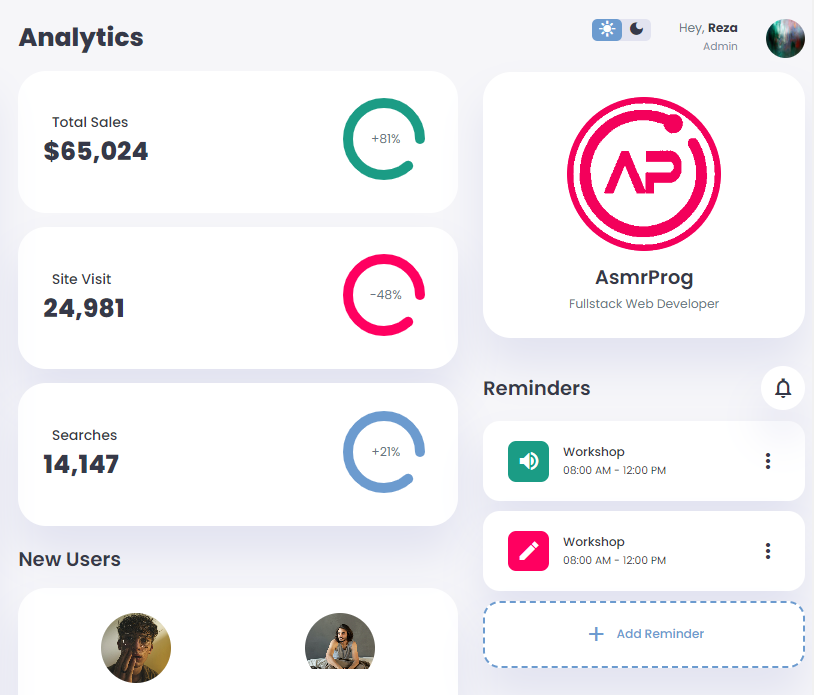 Analytics
Hey, Reza
Admin
Total Sales
$65,024
+81%
Site Visit
24,981
-48%
Searches
14,147
+21%
New Users
AP
AsmrProg
Fullstack Web Developer
Reminders
Workshop
08:00 AM - 12:00 PM
Workshop
08:00 AM - 12:00 PM
Add Reminder